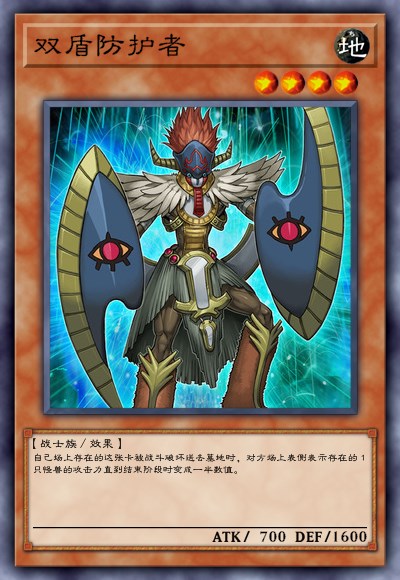 双盾防护者
地
【战士族/效果】
自己场上存在的这张卡被战斗破坏送去墓地时，对方场上表侧表示存在的1
只怪兽的攻击力直到结束阶段时变成一半数值。
ATK/ 700 DEF/1600